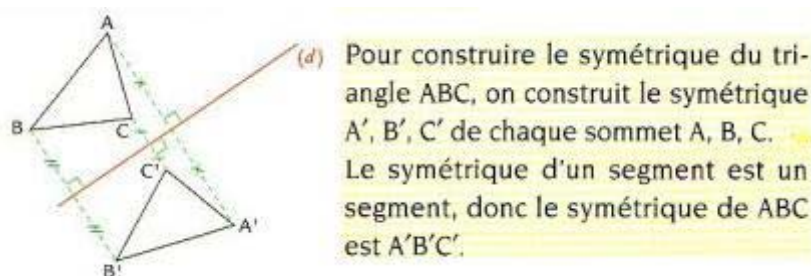 A
(d)
B
C
C'
A'
B'
Pour construire le symétrique du tri-
angle ABC, on construit le symétrique
A′, B′, C′ de chaque sommet A, B, C.
Le symétrique d'un segment est un
segment, donc le symétrique de ABC
est A′B′C′.